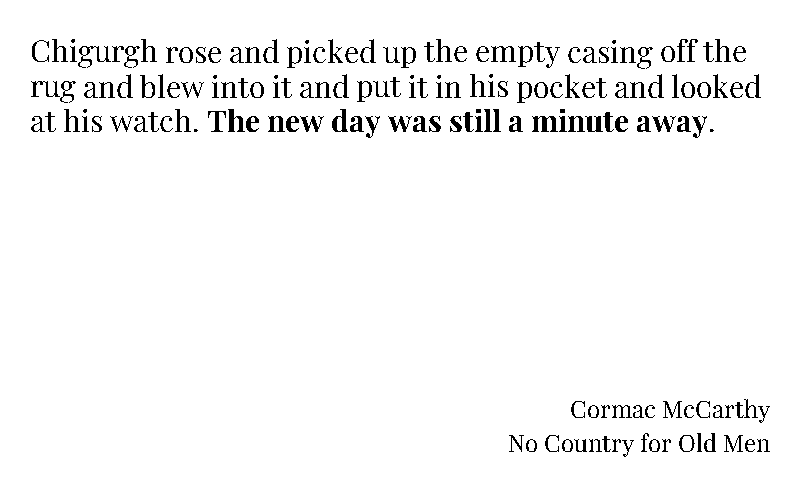 Chigurgh rose and picked up the empty casing off the
rug and blew into it and put it in his pocket and looked
at his watch. The new day was still a minute away.
Cormac McCarthy
No Country for Old Men